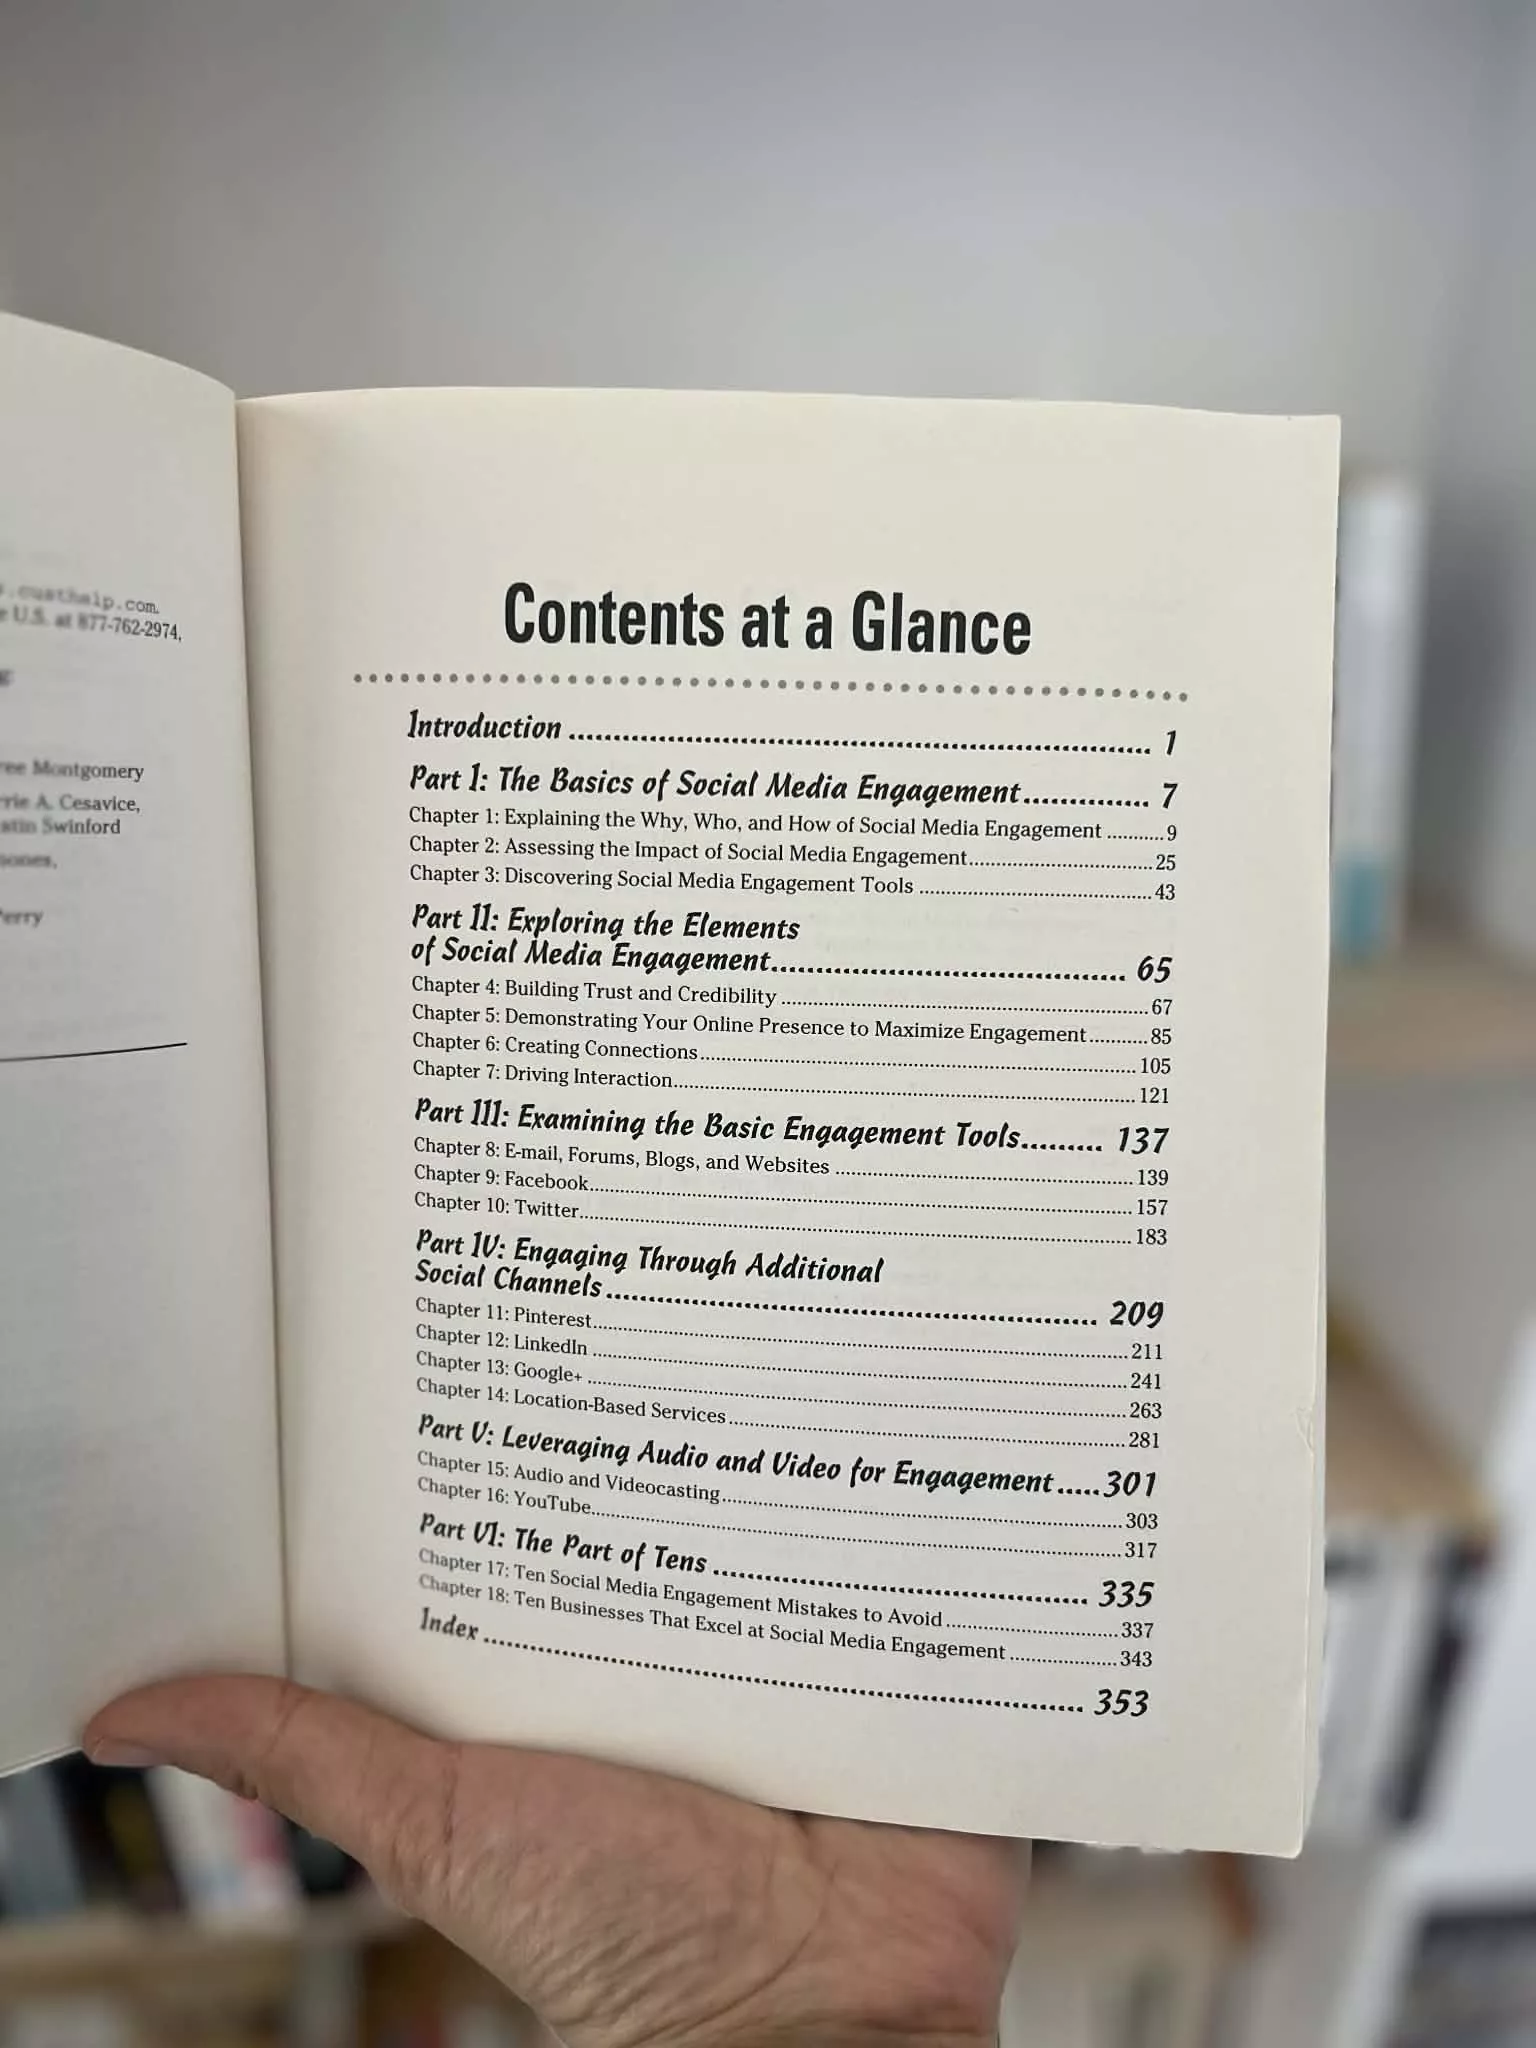 .custhelp.com.
U.S. at 877-762-2974,
Montgomery
A. Cesavice,
Swinford
Perry
Contents at a Glance
Introduction ................................................................ 1
Part I: The Basics of Social Media Engagement.............. 7
Chapter 1: Explaining the Why, Who, and How of Social Media Engagement ...........9
Chapter 2: Assessing the Impact of Social Media Engagement...................................25
Chapter 3: Discovering Social Media Engagement Tools ............................................43
Part II: Exploring the Elements
of Social Media Engagement....................................... 65
Chapter 4: Building Trust and Credibility ......................................................................67
Chapter 5: Demonstrating Your Online Presence to Maximize Engagement...........85
Chapter 6: Creating Connections...................................................................................105
Chapter 7: Driving Interaction........................................................................................121
Part III: Examining the Basic Engagement Tools......... 137
Chapter 8: E-mail, Forums, Blogs, and Websites .........................................................139
Chapter 9: Facebook........................................................................................................157
Chapter 10: Twitter..........................................................................................................183
Part IV: Engaging Through Additional
Social Channels ...................................................... 209
Chapter 11: Pinterest.......................................................................................................211
Chapter 12: LinkedIn .......................................................................................................241
Chapter 13: Google+ ........................................................................................................263
Chapter 14: Location-Based Services.............................................................................281
Part V: Leveraging Audio and Video for Engagement .....301
Chapter 15: Audio and Videocasting..............................................................................303
Chapter 16: YouTube........................................................................................................317
Part VI: The Part of Tens ......................................... 335
Chapter 17: Ten Social Media Engagement Mistakes to Avoid .................................337
Chapter 18: Ten Businesses That Excel at Social Media Engagement ....................343
Index .................................................................. 353